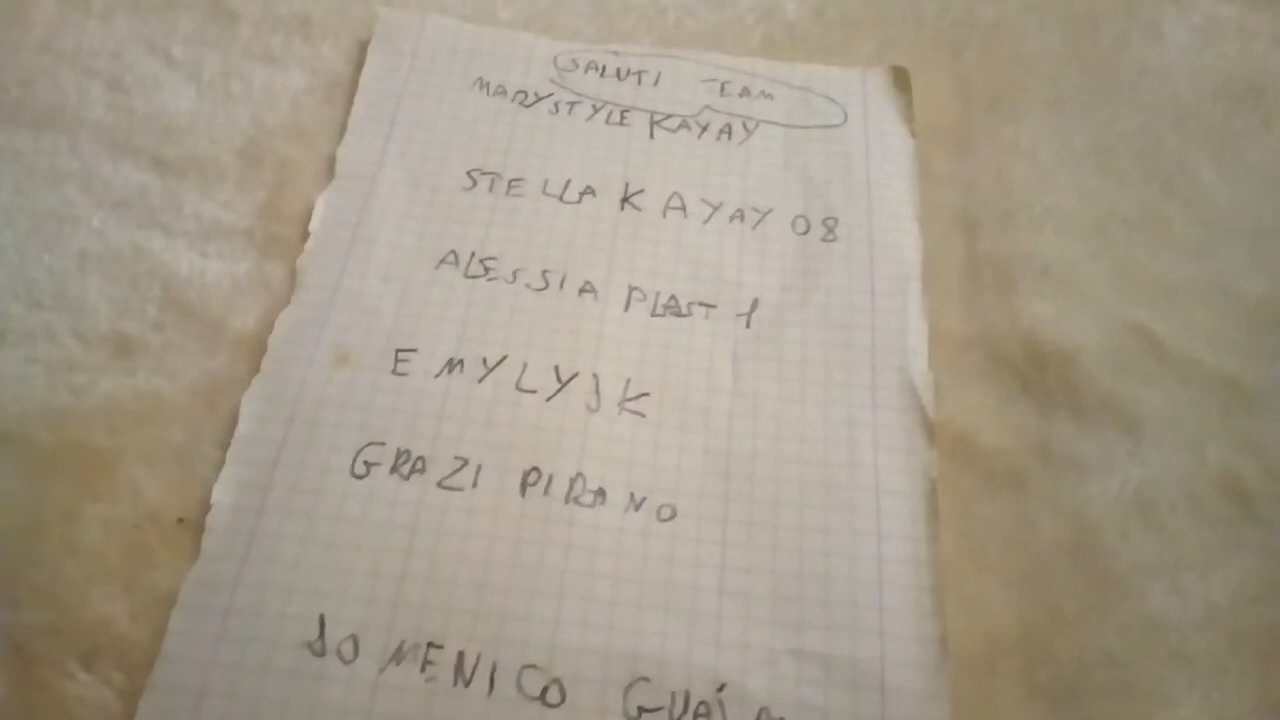 SALUTI TEAM
MARYSTYLE KAYAY
STELLA KAYAY 08
ALESSIA PLAST 1
EMYLYJK
GRAZI PIRANO
DOMENICO